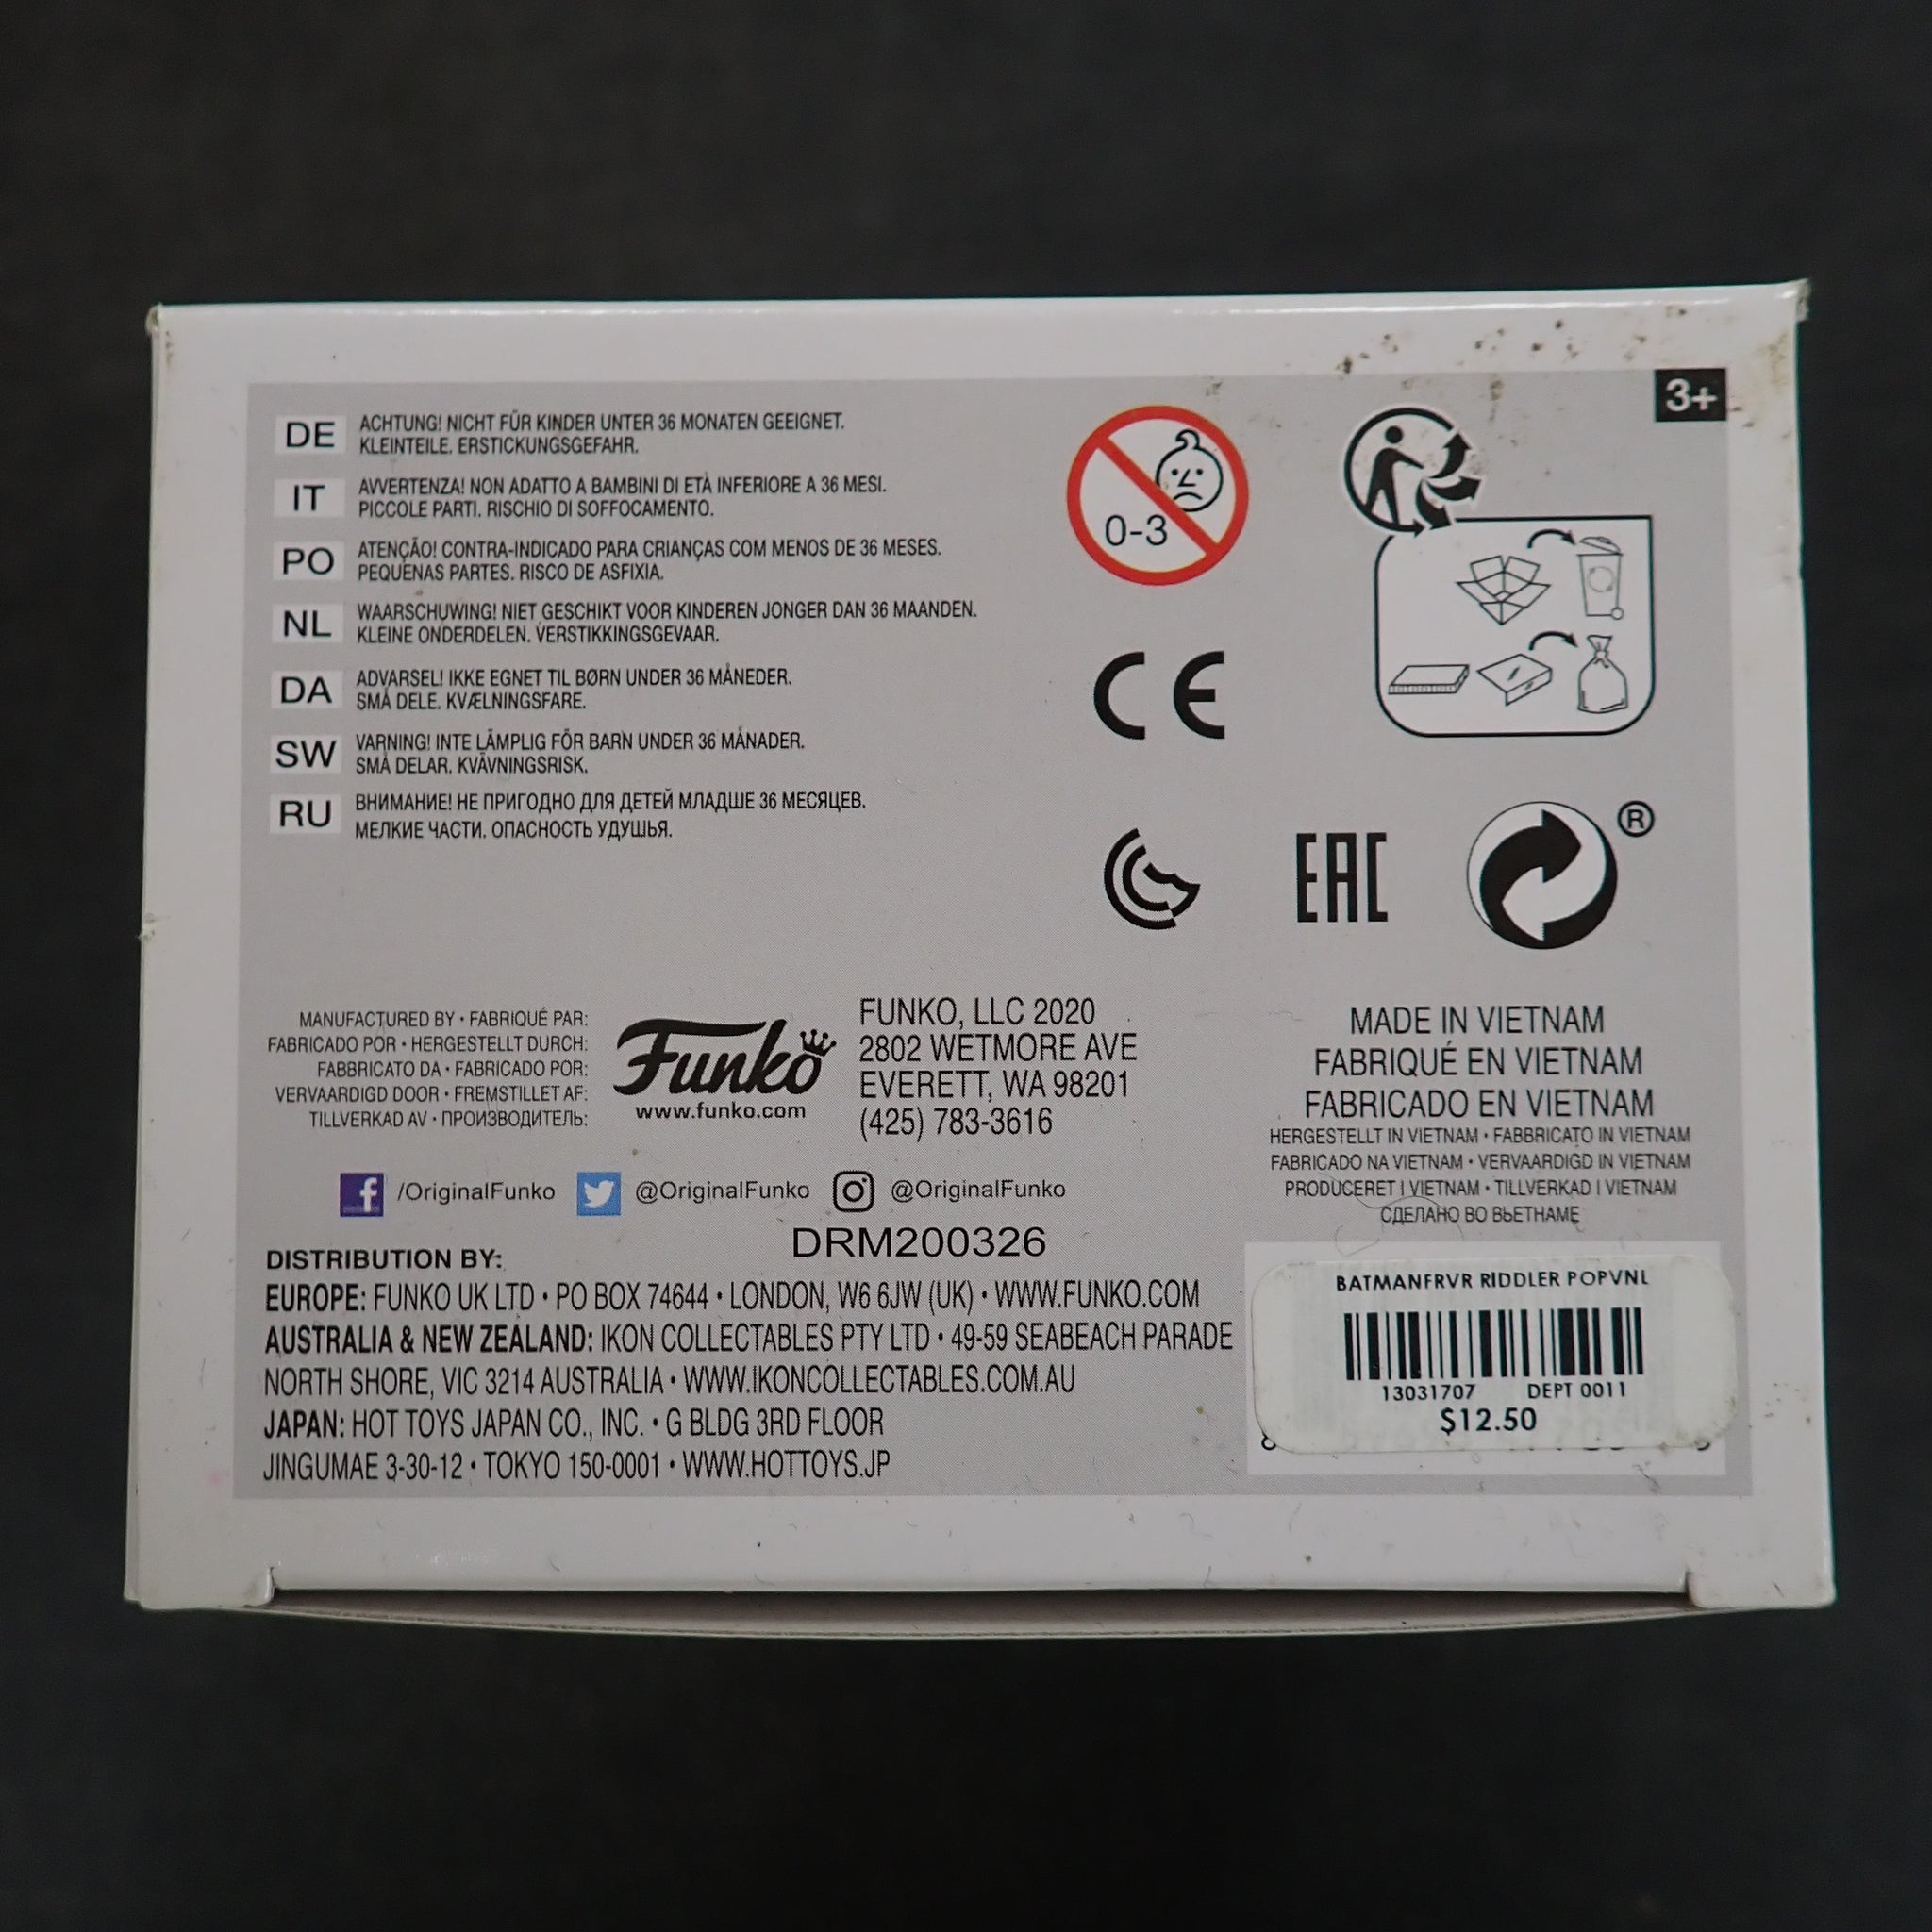 3+
DE
ACHTUNG! NICHT FÜR KINDER UNTER 36 MONATEN GEEIGNET.
KLEINTEILE. ERSTICKUNGSGEFAHR.
IT
AVVERTENZA! NON ADATTO A BAMBINI DI ETÀ INFERIORE A 36 MESI.
PICCOLE PARTI. RISCHIO DI SOFFOCAMENTO.
PO
ATENÇÃO! CONTRA-INDICADO PARA CRIANÇAS COM MENOS DE 36 MESES.
PEQUENAS PARTES. RISCO DE ASFIXIA.
NL
WAARSCHUWING! NIET GESCHIKT VOOR KINDEREN JONGER DAN 36 MAANDEN.
KLEINE ONDERDELEN. VERSTIKKINGSGEVAAR.
DA
ADVARSEL! IKKE EGNET TIL BØRN UNDER 36 MÅNEDER.
SMÅ DELE. KVÆLNINGSFARE.
SW
VARNING! INTE LÄMPLIG FÖR BARN UNDER 36 MÅNADER.
SMÅ DELAR. KVÄVNINGSRISK.
RU
ВНИМАНИЕ! НЕ ПРИГОДНО ДЛЯ ДЕТЕЙ МЛАДШЕ 36 МЕСЯЦЕВ.
МЕЛКИЕ ЧАСТИ. ОПАСНОСТЬ УДУШЬЯ.
0-3
CE
EAC
®
MANUFACTURED BY • FABRIQUÉ PAR:
FABRICADO POR • HERGESTELLT DURCH:
FABBRICATO DA • FABRICADO POR:
VERVAARDIGD DOOR • FREMSTILLET AF:
TILLVERKAD AV • ПРОИЗВОДИТЕЛЬ:
Funko
www.funko.com
FUNKO, LLC 2020
2802 WETMORE AVE
EVERETT, WA 98201
(425) 783-3616
MADE IN VIETNAM
FABRIQUÉ EN VIETNAM
FABRICADO EN VIETNAM
HERGESTELLT IN VIETNAM • FABBRICATO IN VIETNAM
FABRICADO NA VIETNAM • VERVAARDIGD IN VIETNAM
PRODUCERET I VIETNAM • TILLVERKAD I VIETNAM
СДЕЛАНО ВО ВЬЕТНАМЕ
f /OriginalFunko @OriginalFunko @OriginalFunko
DRM200326
DISTRIBUTION BY:
EUROPE: FUNKO UK LTD • PO BOX 74644 • LONDON, W6 6JW (UK) • WWW.FUNKO.COM
AUSTRALIA & NEW ZEALAND: IKON COLLECTABLES PTY LTD • 49-59 SEABEACH PARADE
NORTH SHORE, VIC 3214 AUSTRALIA • WWW.IKONCOLLECTABLES.COM.AU
JAPAN: HOT TOYS JAPAN CO., INC. • G BLDG 3RD FLOOR
JINGUMAE 3-30-12 • TOKYO 150-0001 • WWW.HOTTOYS.JP
BATMANFRVR RIDDLER POPVNL
13031707 DEPT 0011
$12.50